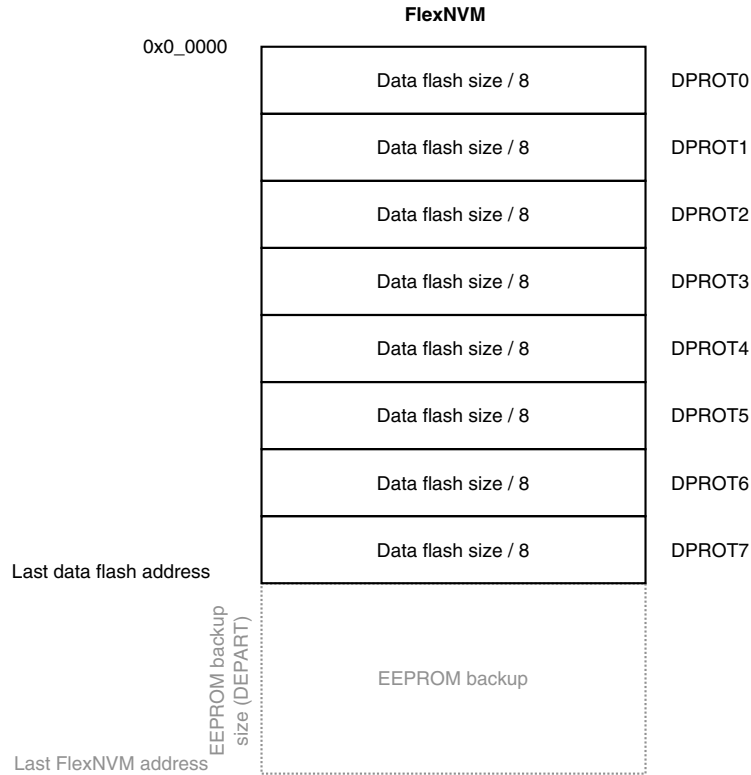 FlexNVM
0x0_0000
Data flash size / 8
DPROT0
Data flash size / 8
DPROT1
Data flash size / 8
DPROT2
Data flash size / 8
DPROT3
Data flash size / 8
DPROT4
Data flash size / 8
DPROT5
Data flash size / 8
DPROT6
Data flash size / 8
DPROT7
Last data flash address
EEPROM backup
size (DEPART)
EEPROM backup
Last FlexNVM address